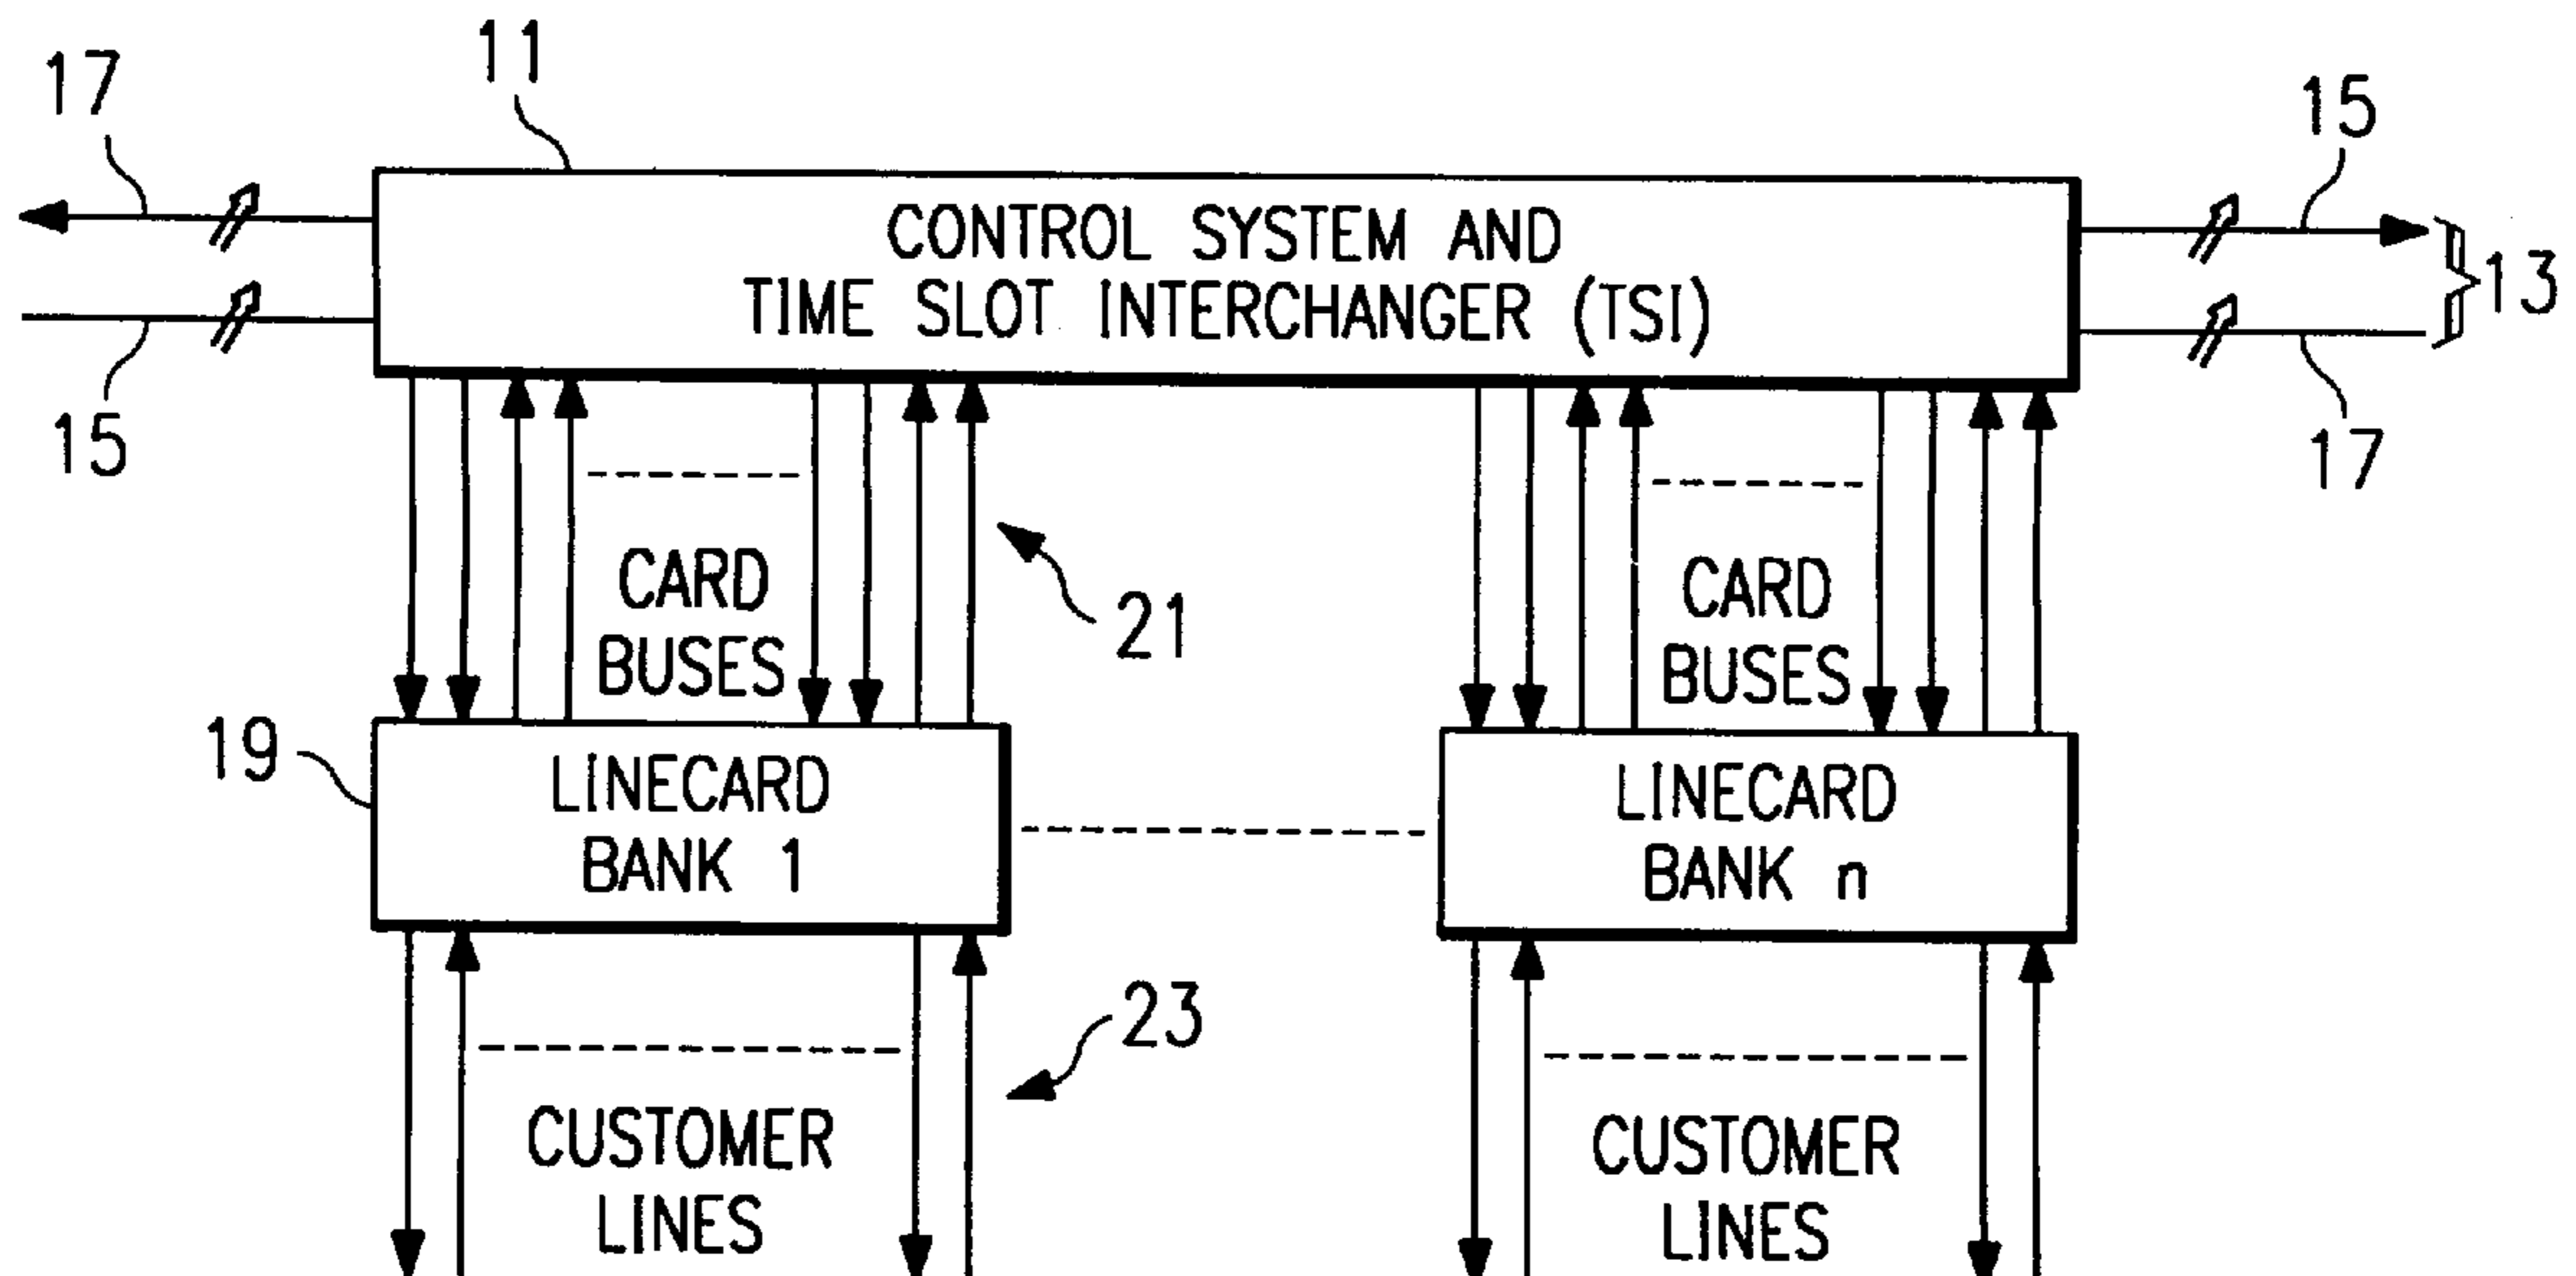 11
17
15
CONTROL SYSTEM AND
TIME SLOT INTERCHANGER (TSI)
13
15
17
CARD
BUSES
21
CARD
BUSES
19
LINECARD
BANK 1
LINECARD
BANK n
23
CUSTOMER
LINES
CUSTOMER
LINES